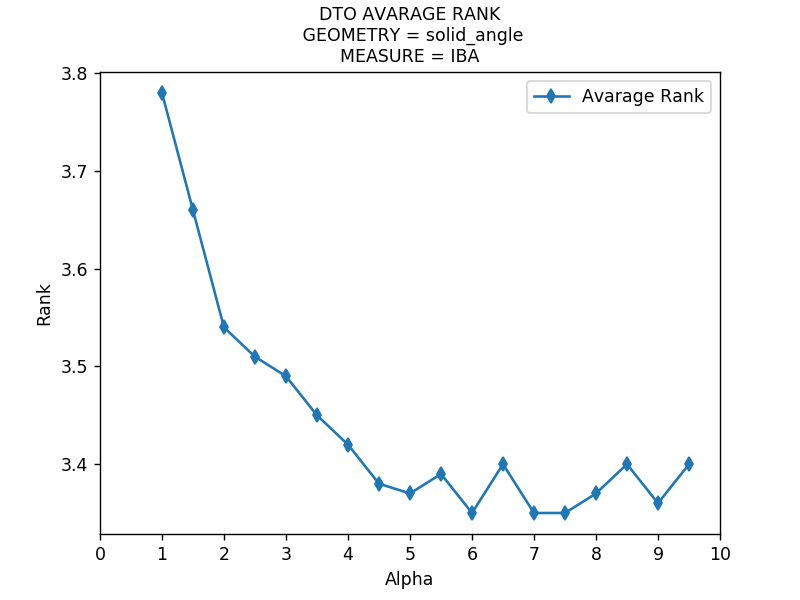 DTO AVARAGE RANK
GEOMETRY = solid_angle
MEASURE = IBA
Avarage Rank
3.8
3.7
3.6
3.5
3.4
Rank
0 1 2 3 4 5 6 7 8 9 10
Alpha